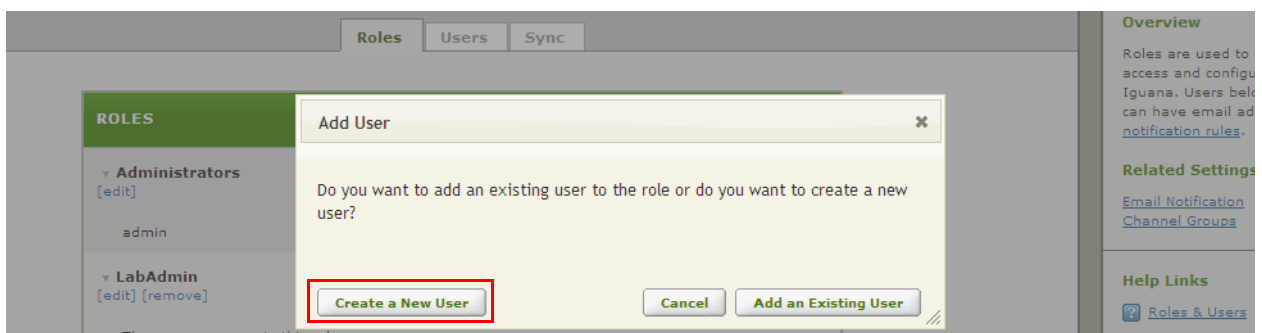 Roles Users Sync
ROLES
Administrators
[edit]
admin
LabAdmin
[edit] [remove]
Add User
Do you want to add an existing user to the role or do you want to create a new
user?
Create a New User Cancel Add an Existing User
Overview
Roles are used to
access and configu
Iguana. Users belo
can have email ad
notification rules.
Related Settings
Email Notification
Channel Groups
Help Links
? Roles & Users